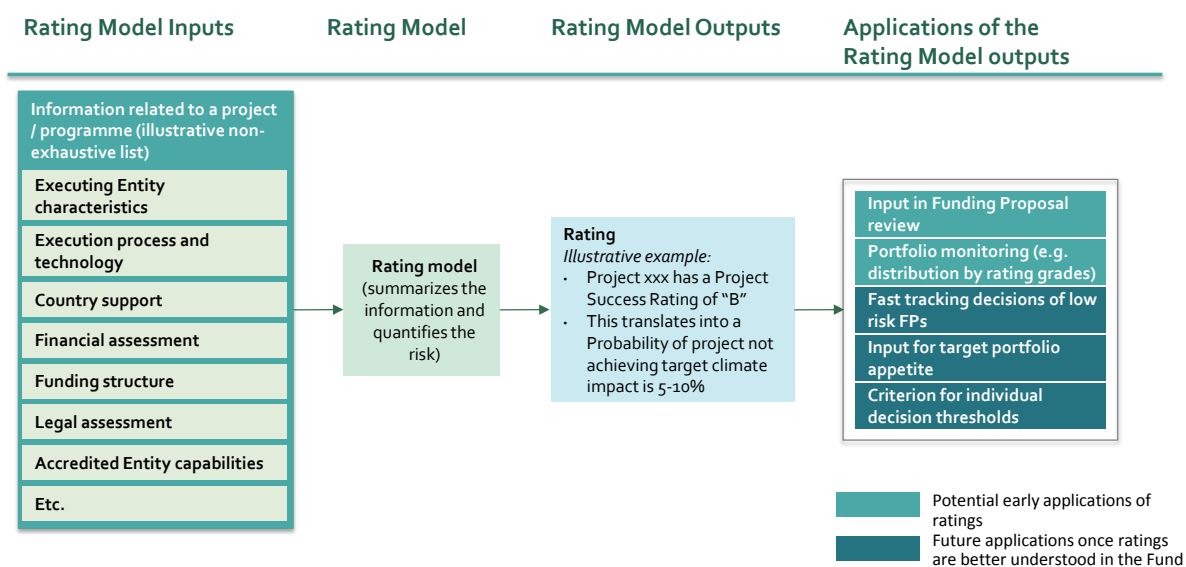 Rating Model Inputs
Rating Model
Rating Model Outputs
Applications of the
Rating Model outputs
Information related to a project
/ programme (illustrative non-
exhaustive list)
Executing Entity
characteristics
Execution process and
technology
Country support
Financial assessment
Funding structure
Legal assessment
Accredited Entity capabilities
Etc.
Rating model
(summarizes the
information and
quantifies the
risk)
Rating
Illustrative example:
• Project xxx has a Project
Success Rating of “B”
• This translates into a
Probability of project not
achieving target climate
impact is 5-10%
Input in Funding Proposal
review
Portfolio monitoring (e.g.
distribution by rating grades)
Fast tracking decisions of low
risk FPs
Input for target portfolio
appetite
Criterion for individual
decision thresholds
Potential early applications of
ratings
Future applications once ratings
are better understood in the Fund